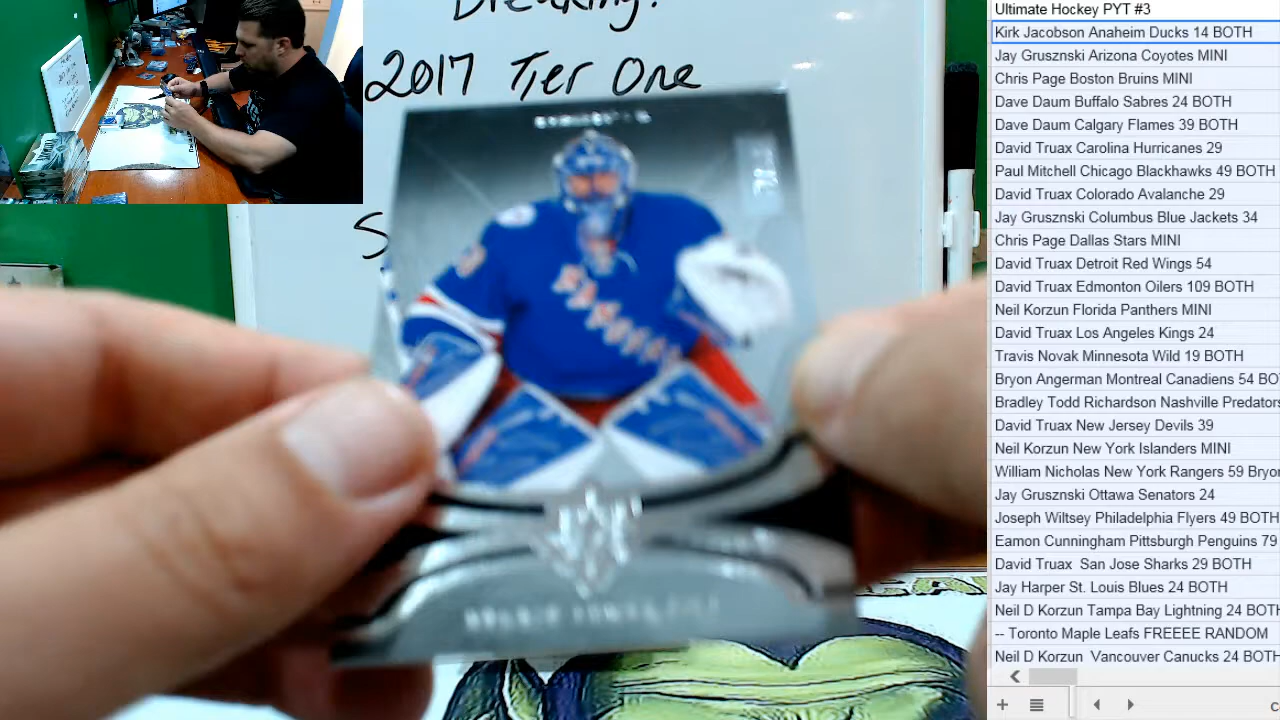 Breaking!
2017 Tier One
S
RANGERS
Ultimate Hockey PYT #3
Kirk Jacobson Anaheim Ducks 14 BOTH
Jay Grusznski Arizona Coyotes MINI
Chris Page Boston Bruins MINI
Dave Daum Buffalo Sabres 24 BOTH
Dave Daum Calgary Flames 39 BOTH
David Truax Carolina Hurricanes 29
Paul Mitchell Chicago Blackhawks 49 BOTH
David Truax Colorado Avalanche 29
Jay Grusznski Columbus Blue Jackets 34
Chris Page Dallas Stars MINI
David Truax Detroit Red Wings 54
David Truax Edmonton Oilers 109 BOTH
Neil Korzun Florida Panthers MINI
David Truax Los Angeles Kings 24
Travis Novak Minnesota Wild 19 BOTH
Bryon Angerman Montreal Canadiens 54 BO
Bradley Todd Richardson Nashville Predators
David Truax New Jersey Devils 39
Neil Korzun New York Islanders MINI
William Nicholas New York Rangers 59 Bryo
Jay Grusznski Ottawa Senators 24
Joseph Wiltsey Philadelphia Flyers 49 BOTH
Eamon Cunningham Pittsburgh Penguins 79
David Truax  San Jose Sharks 29 BOTH
Jay Harper St. Louis Blues 24 BOTH
Neil D Korzun Tampa Bay Lightning 24 BOTH
-- Toronto Maple Leafs FREEEE RANDOM
Neil D Korzun  Vancouver Canucks 24 BOTH